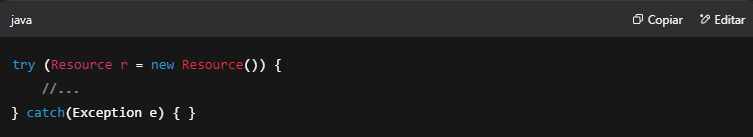 java Copiar Editar
try (Resource r = new Resource()) {
    //...
} catch(Exception e) { }